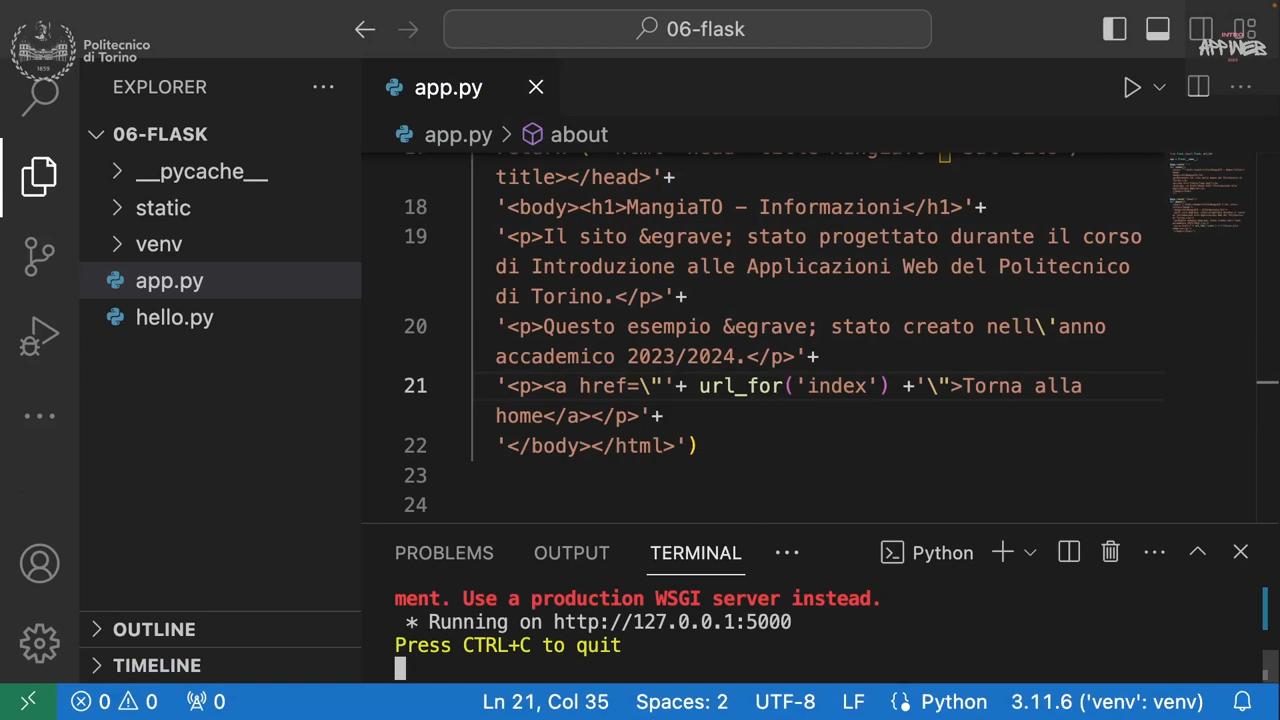 Politecnico
di Torino
1859
06-flask
INTRO
APPIWEB
2023
EXPLORER
app.py
06-FLASK
app.py > about
__pycache__
static
venv
app.py
hello.py
title></head>'+
18 '<body><h1>MangiaTO – Informazioni</h1>'+
19 '<p>Il sito &egrave; stato progettato durante il corso
di Introduzione alle Applicazioni Web del Politecnico
di Torino.</p>'+
20 '<p>Questo esempio &egrave; stato creato nell\'anno
accademico 2023/2024.</p>'+
21 '<p><a href=\"'+ url_for('index') +'\">Torna alla
home</a></p>'+
22 '</body></html>')
23
24
PROBLEMS OUTPUT TERMINAL ... Python
ment. Use a production WSGI server instead.
* Running on http://127.0.0.1:5000
Press CTRL+C to quit
OUTLINE
TIMELINE
0 0 0 Ln 21, Col 35 Spaces: 2 UTF-8 LF Python 3.11.6 ('venv': venv)